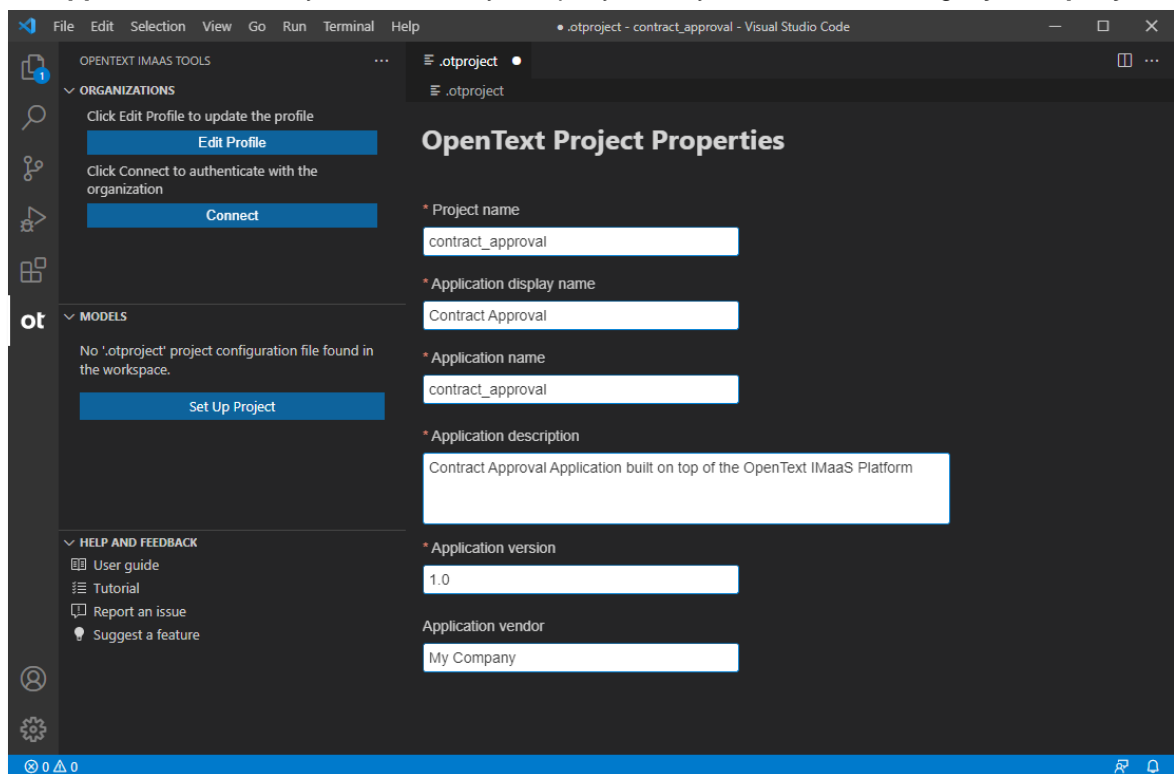 File Edit Selection View Go Run Terminal Help
● .otproject - contract_approval - Visual Studio Code
OPENTEXT IMAAS TOOLS ...
ORGANIZATIONS
Click Edit Profile to update the profile
Edit Profile
Click Connect to authenticate with the
organization
Connect
MODELS
No '.otproject' project configuration file found in
the workspace.
Set Up Project
HELP AND FEEDBACK
User guide
Tutorial
Report an issue
Suggest a feature
1
ot
.otproject ●
.otproject
OpenText Project Properties
* Project name
contract_approval
* Application display name
Contract Approval
* Application name
contract_approval
* Application description
Contract Approval Application built on top of the OpenText IMaaS Platform
* Application version
1.0
Application vendor
My Company
0 0